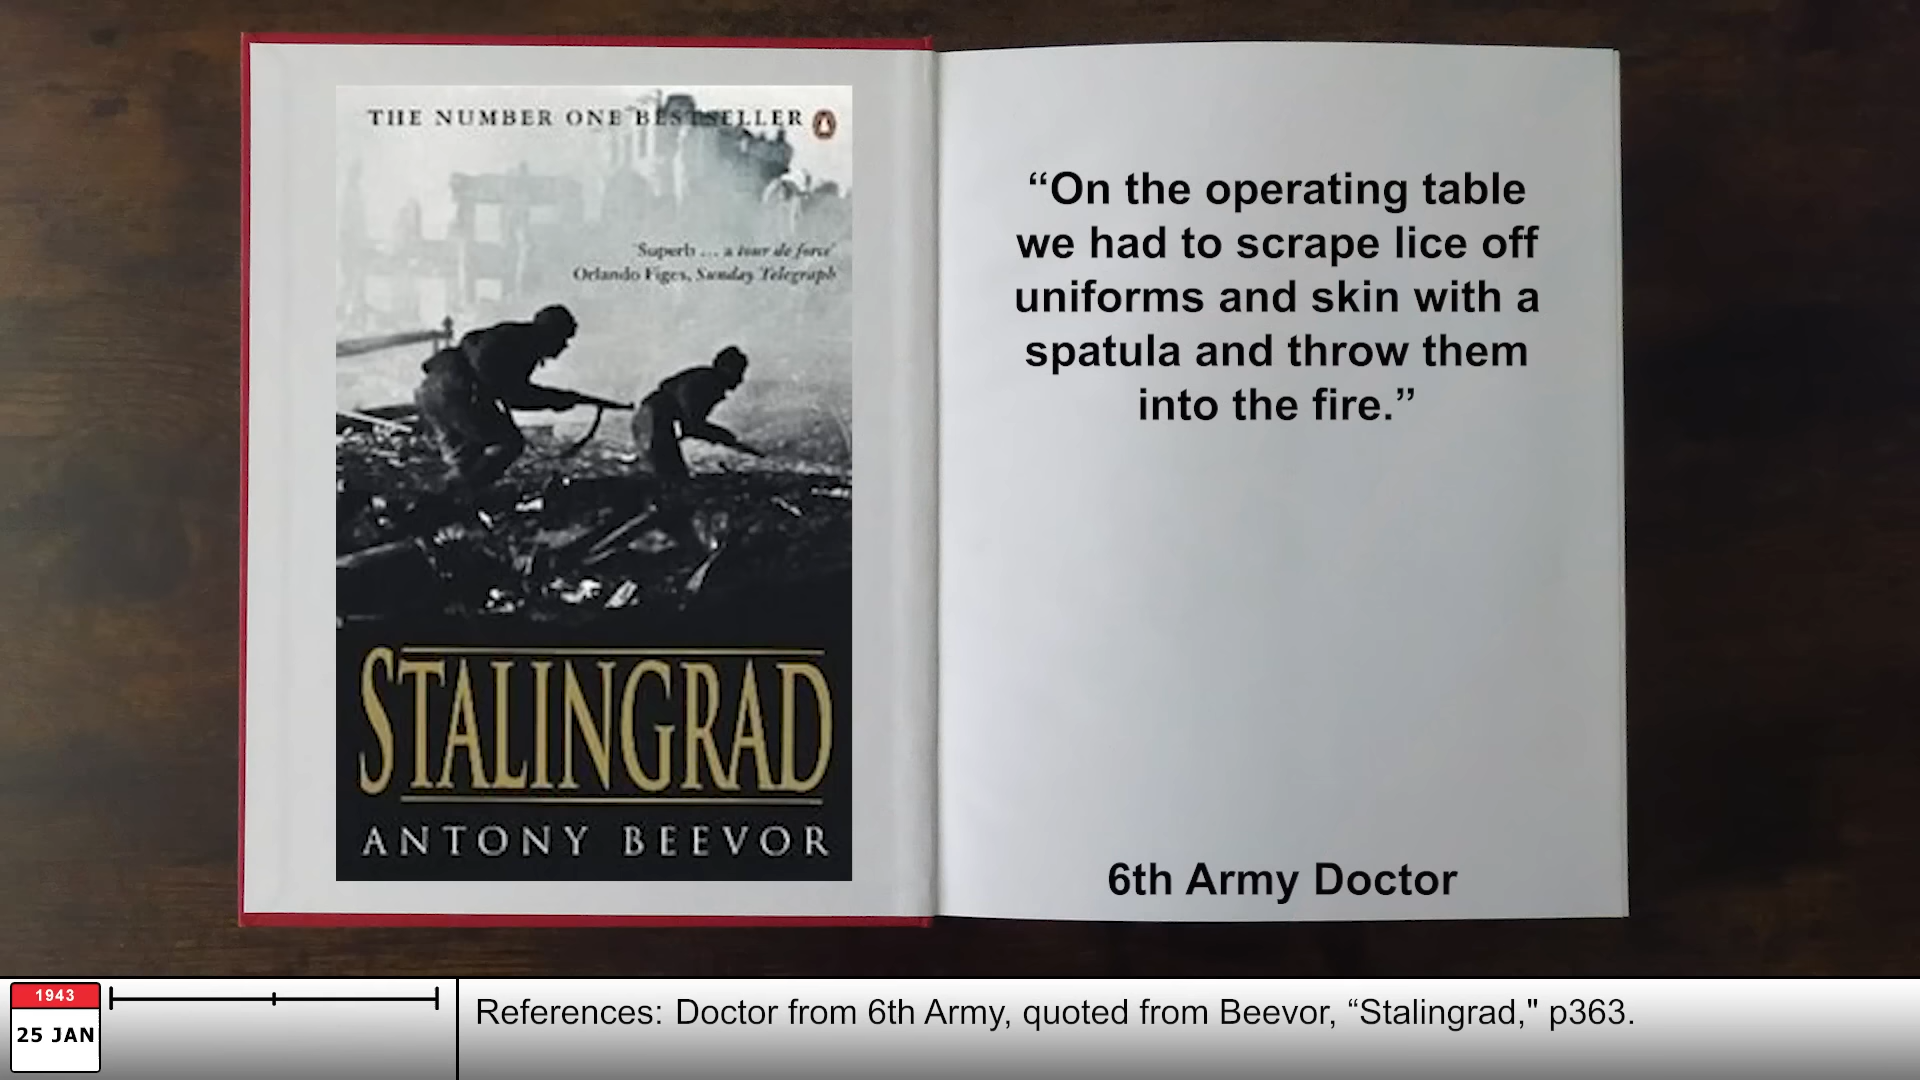 THE NUMBER ONE BESTSELLER
'Superb ... a tour de force'
Orlando Figes, Sunday Telegraph
STALINGRAD
ANTONY BEEVOR
“On the operating table
we had to scrape lice off
uniforms and skin with a
spatula and throw them
into the fire.”
6th Army Doctor
1943
25 JAN
References: Doctor from 6th Army, quoted from Beevor, “Stalingrad," p363.